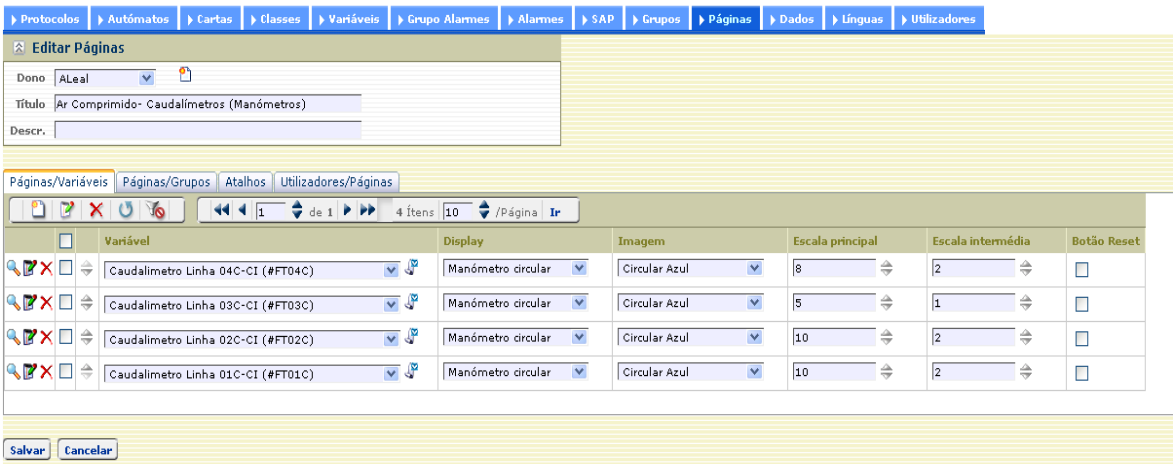 Protocolos Autómatos Cartas Classes Variáveis Grupo Alarmes Alarmes SAP Grupos Páginas Dados Línguas Utilizadores
Editar Páginas
Dono ALeal
Título Ar Comprimido- Caudalímetros (Manómetros)
Descr.
Páginas/Variáveis Páginas/Grupos Atalhos Utilizadores/Páginas
1 de 1 4 Ítens 10 /Página Ir
Variável Display Imagem Escala principal Escala intermédia Botão Reset
Caudalimetro Linha 04C-CI (#FT04C) Manómetro circular Circular Azul 8 2
Caudalimetro Linha 03C-CI (#FT03C) Manómetro circular Circular Azul 5 1
Caudalimetro Linha 02C-CI (#FT02C) Manómetro circular Circular Azul 10 2
Caudalimetro Linha 01C-CI (#FT01C) Manómetro circular Circular Azul 10 2
Salvar Cancelar